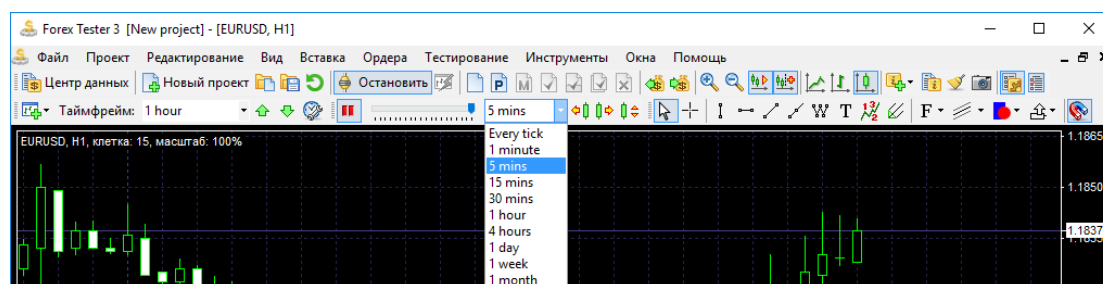 Forex Tester 3 [New project] - [EURUSD, H1]
Файл Проект Редактирование Вид Вставка Ордера Тестирование Инструменты Окна Помощь
Центр данных Новый проект Остановить P M
Таймфрейм: 1 hour 5 mins W T F
Every tick
EURUSD, H1, клетка: 15, масштаб: 100%
1.1865
1 minute
5 mins
15 mins
1.1850
30 mins
1 hour
4 hours
1.1837
1 day
1 week
1 month